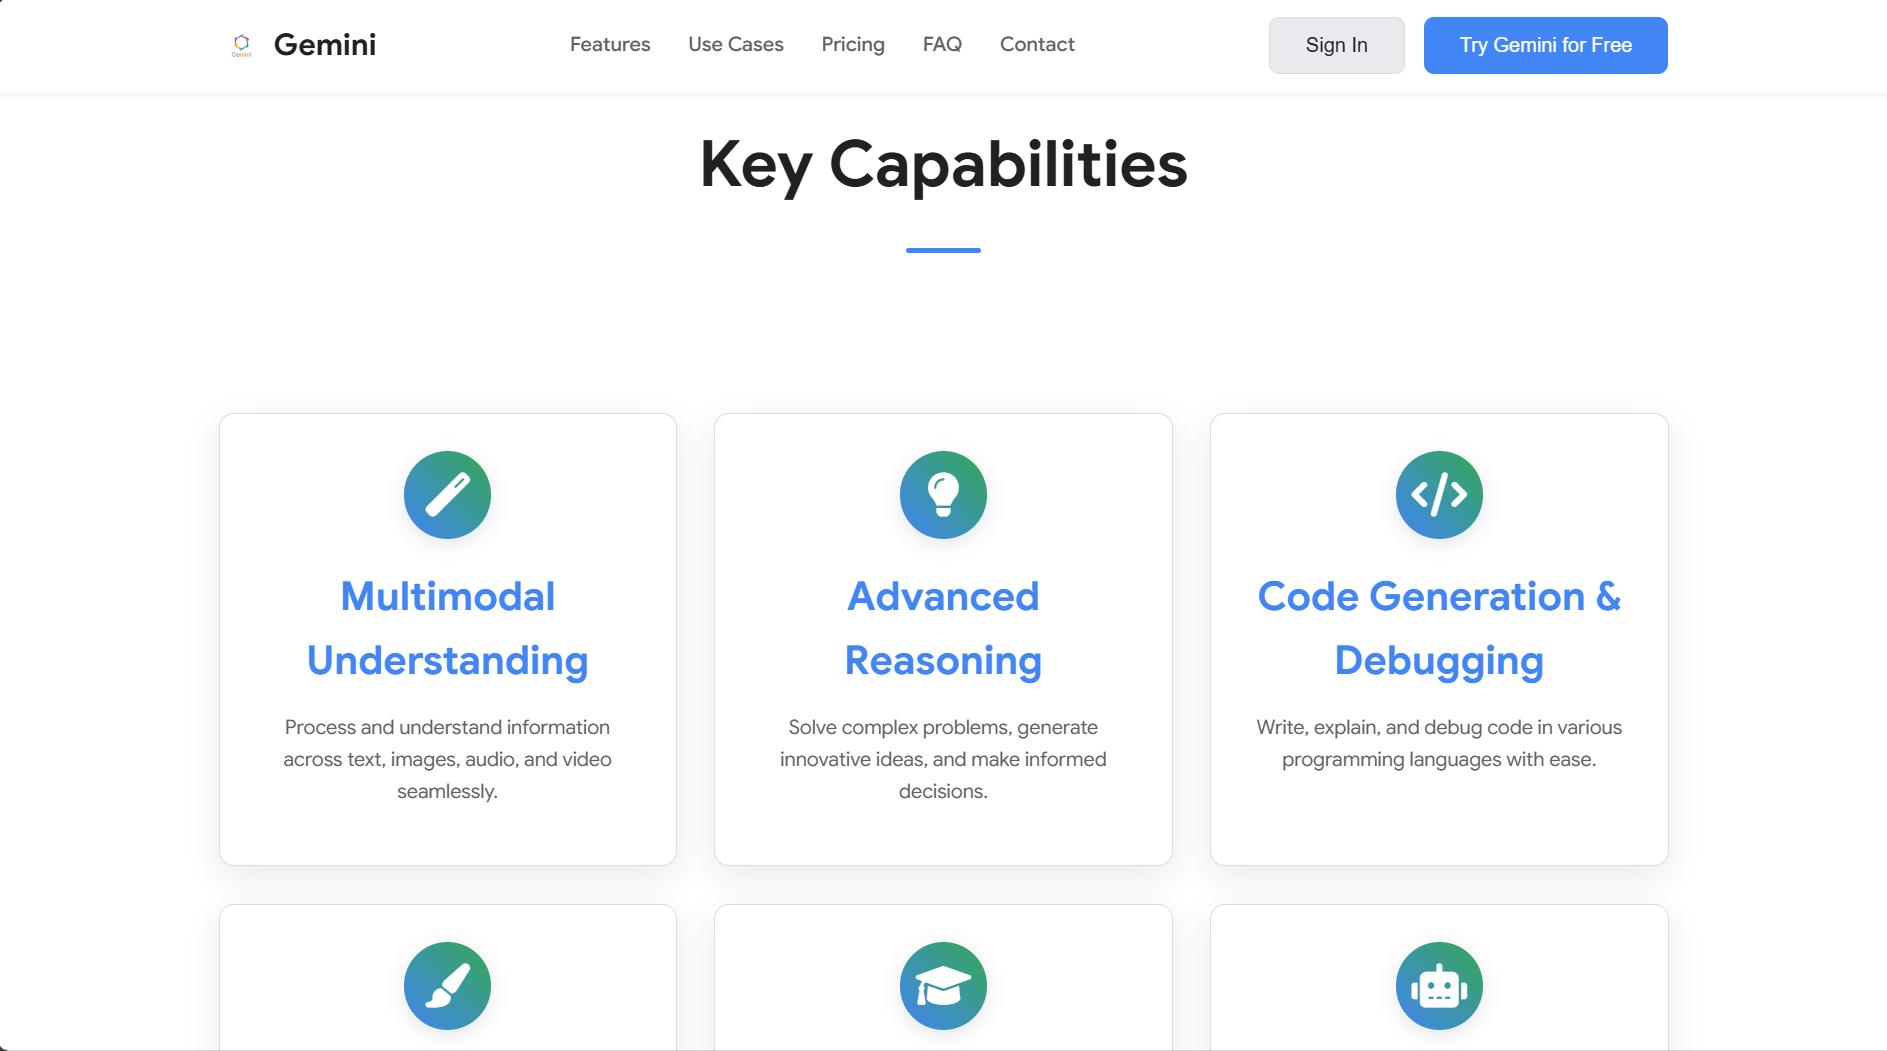 Gemini
Gemini
Features
Use Cases
Pricing
FAQ
Contact
Sign In
Try Gemini for Free
Key Capabilities
Multimodal
Understanding
Process and understand information
across text, images, audio, and video
seamlessly.
Advanced
Reasoning
Solve complex problems, generate
innovative ideas, and make informed
decisions.
Code Generation &
Debugging
Write, explain, and debug code in various
programming languages with ease.